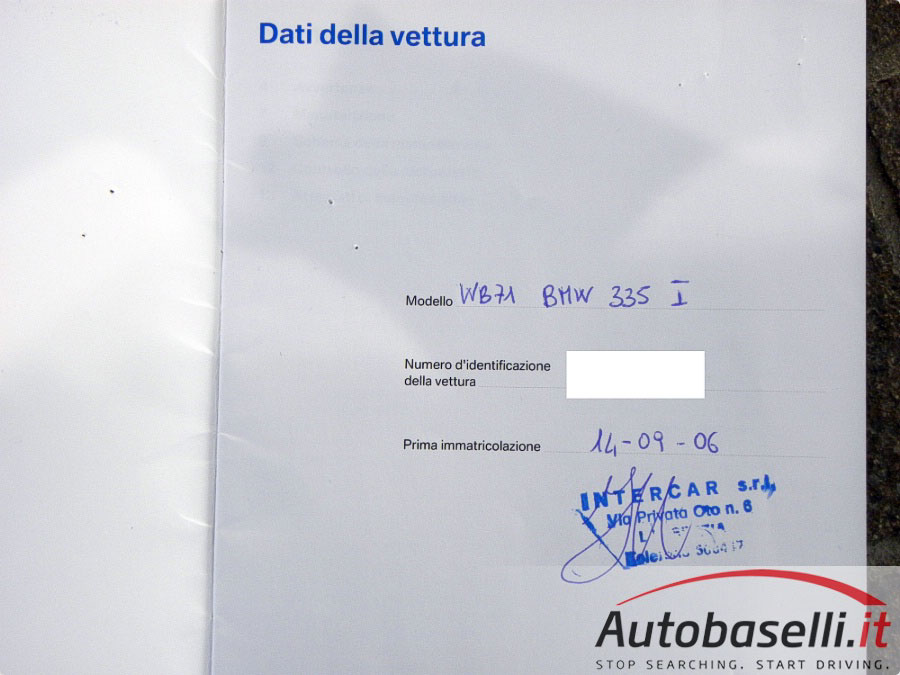 Dati della vettura
Modello WB71 BMW 335 I
Numero d'identificazione
della vettura
Prima immatricolazione 14-09-06
INTERCAR s.r.l.
Via Privata Oto n. 6
Autobaselli.it
STOP SEARCHING. START DRIVING.